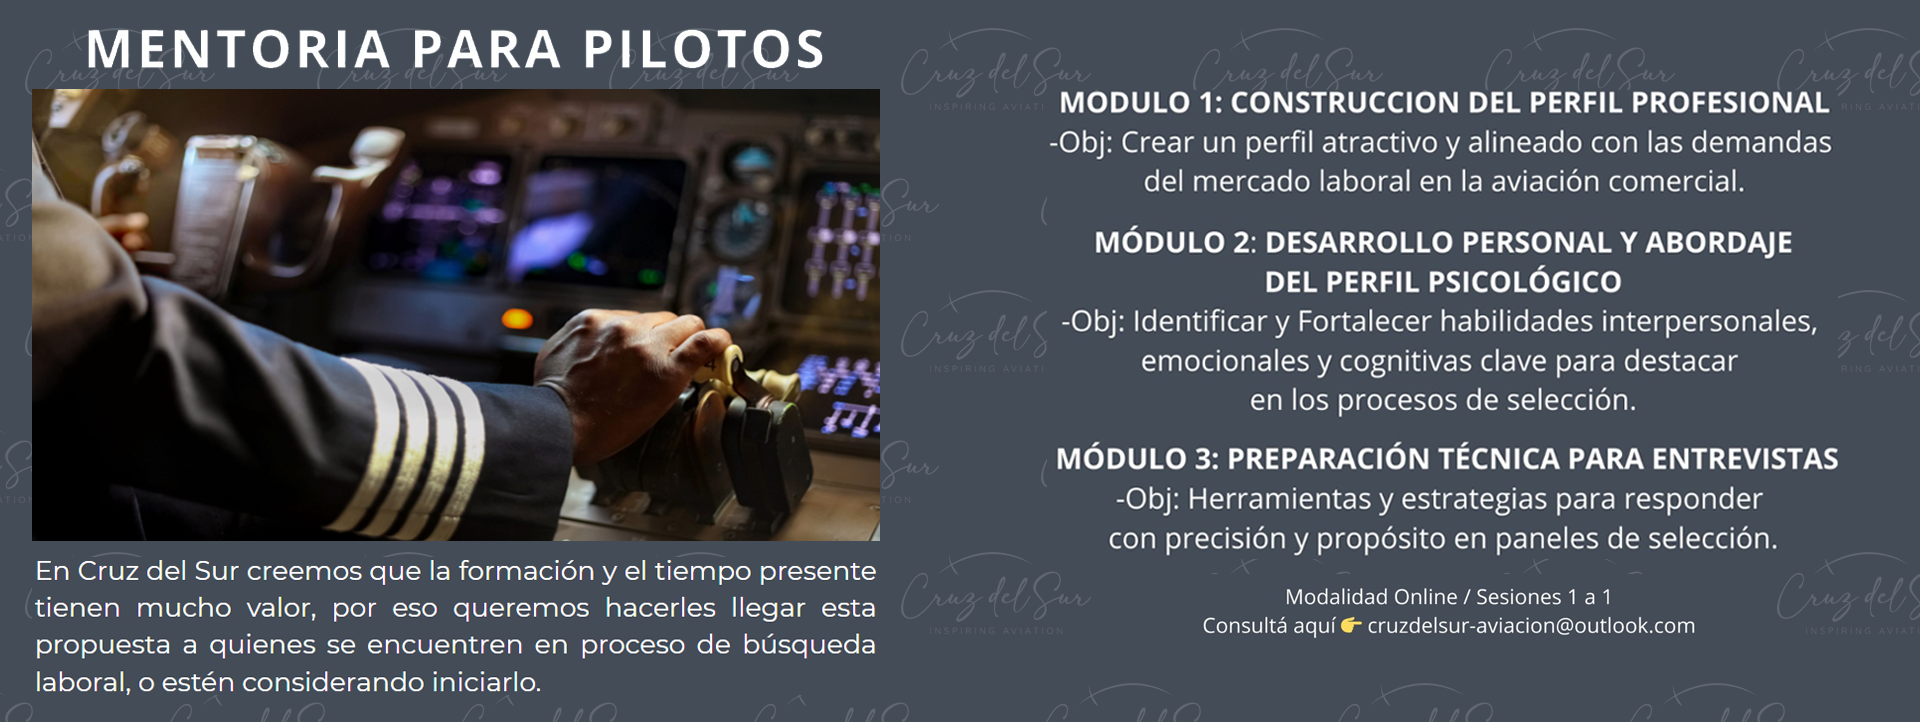 MENTORIA PARA PILOTOS
En Cruz del Sur creemos que la formación y el tiempo presente
tienen mucho valor, por eso queremos hacerles llegar esta
propuesta a quienes se encuentren en proceso de búsqueda
laboral, o estén considerando iniciarlo.
MODULO 1: CONSTRUCCION DEL PERFIL PROFESIONAL
-Obj: Crear un perfil atractivo y alineado con las demandas
del mercado laboral en la aviación comercial.
MÓDULO 2: DESARROLLO PERSONAL Y ABORDAJE
DEL PERFIL PSICOLÓGICO
-Obj: Identificar y Fortalecer habilidades interpersonales,
emocionales y cognitivas clave para destacar
en los procesos de selección.
MÓDULO 3: PREPARACIÓN TÉCNICA PARA ENTREVISTAS
-Obj: Herramientas y estrategias para responder
con precisión y propósito en paneles de selección.
Modalidad Online / Sesiones 1 a 1
Consultá aquí 👉 cruzdelsur-aviacion@outlook.com
Cruz del Sur
INSPIRING AVIATION